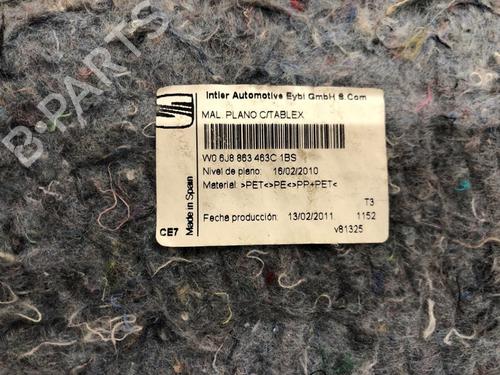 B-Parts
Intier Automotive Eybl GmbH S.Com
MAL. PLANO C/TABLEX
W0 6J8 863 463C 1BS
Nivel de plano: 16/02/2010
Material: >PET<>PE<>PP+PET<
T3
Fecha producción: 13/02/2011 1152
v81325
CE7
Made in Spain